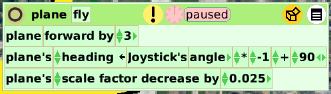 plane fly ! paused
plane forward by 3
plane's heading ← Joystick's angle * -1 + 90
plane's scale factor decrease by 0.025